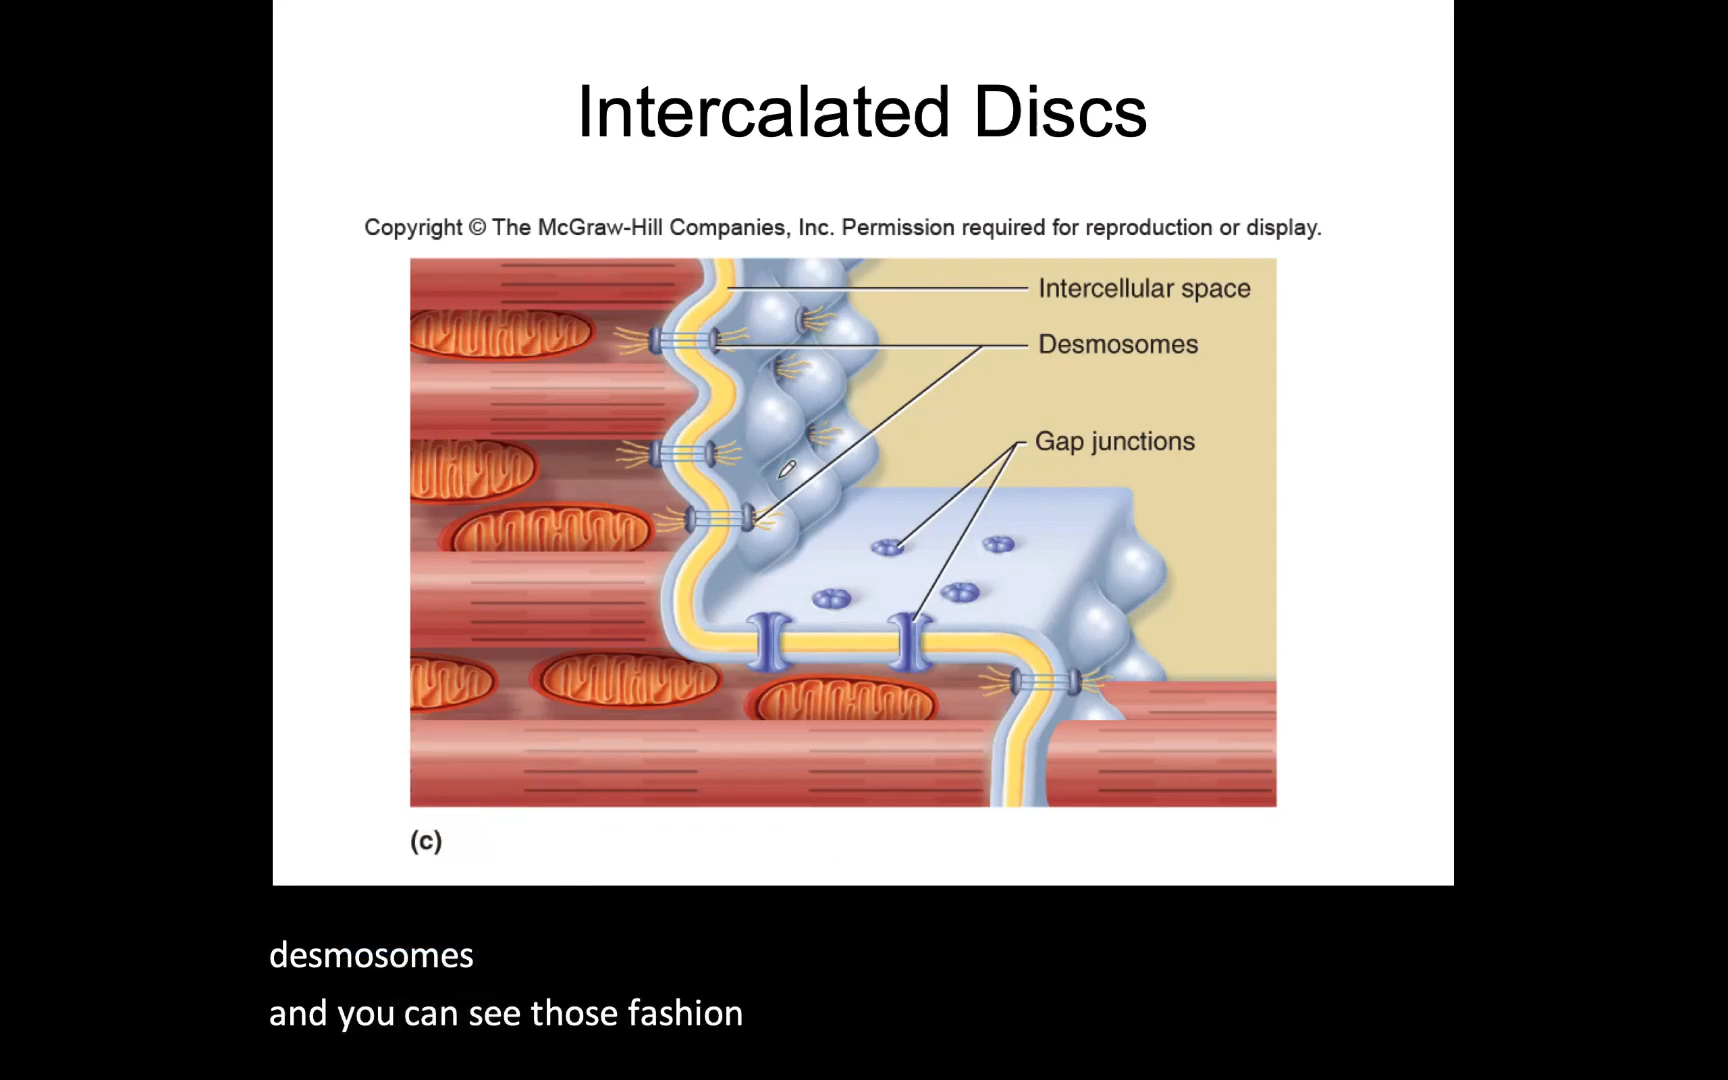 Intercalated Discs
Copyright © The McGraw-Hill Companies, Inc. Permission required for reproduction or display.
Intercellular space
Desmosomes
Gap junctions
(c)
desmosomes
and you can see those fashion